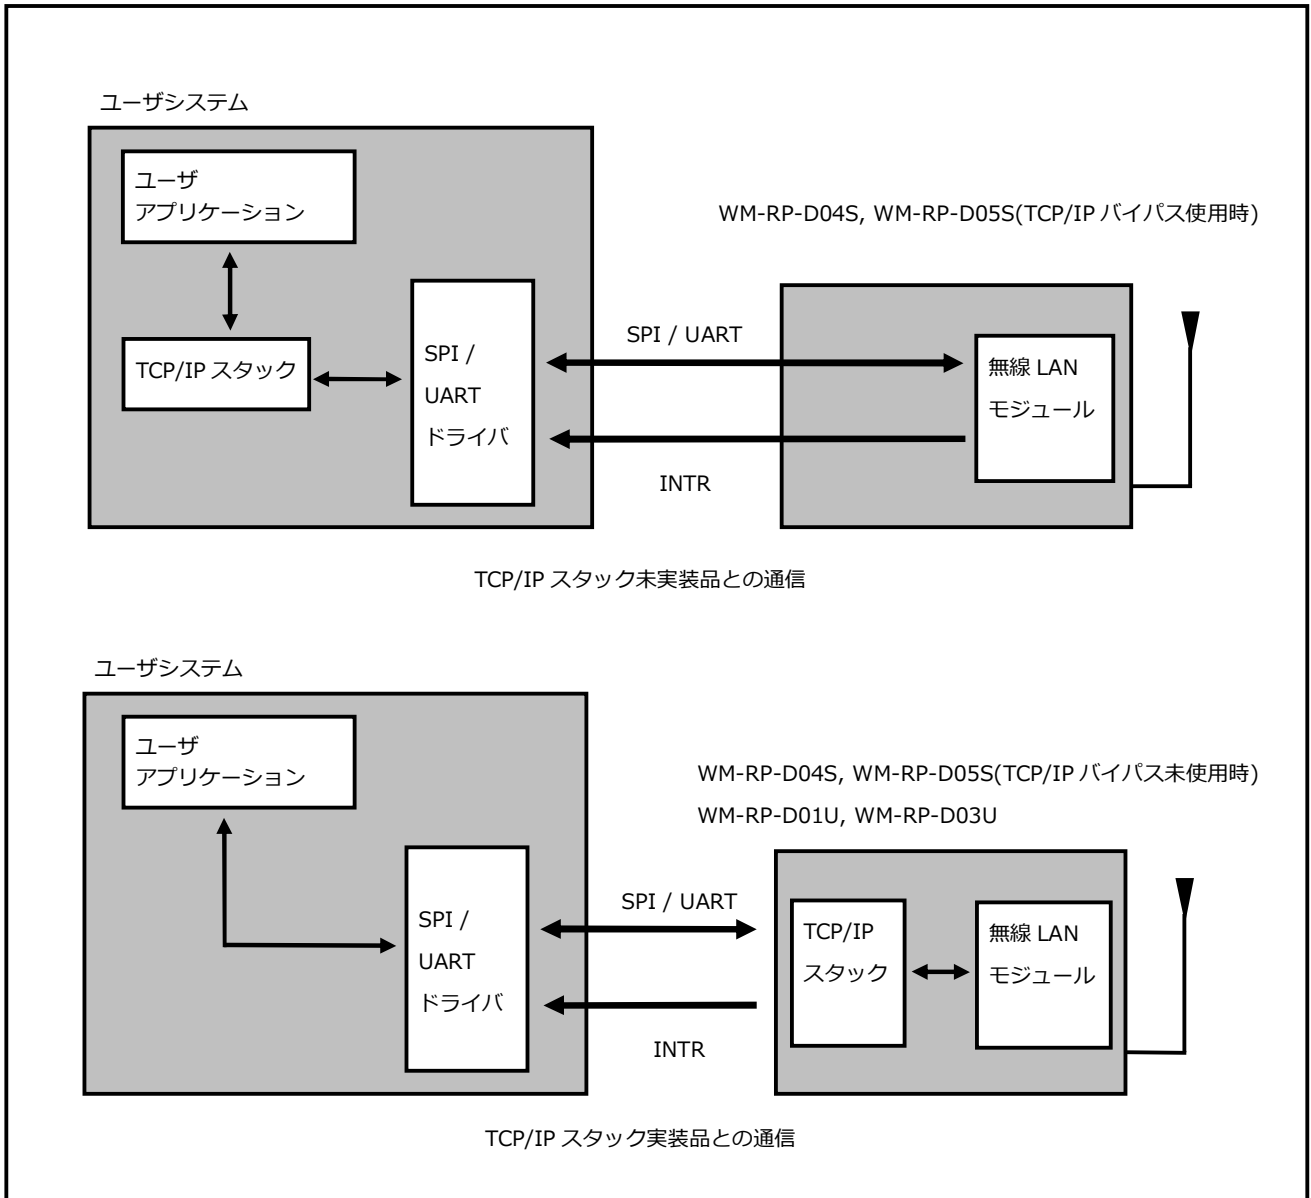 ユーザシステム
ユーザ
アプリケーション
WM-RP-D04S, WM-RP-D05S(TCP/IP バイパス使用時)
TCP/IP スタック
SPI /
UART
ドライバ
SPI / UART
無線 LAN
モジュール
INTR
TCP/IP スタック未実装品との通信
ユーザシステム
ユーザ
アプリケーション
WM-RP-D04S, WM-RP-D05S(TCP/IP バイパス未使用時)
WM-RP-D01U, WM-RP-D03U
SPI /
UART
ドライバ
SPI / UART
TCP/IP
スタック
無線 LAN
モジュール
INTR
TCP/IP スタック実装品との通信